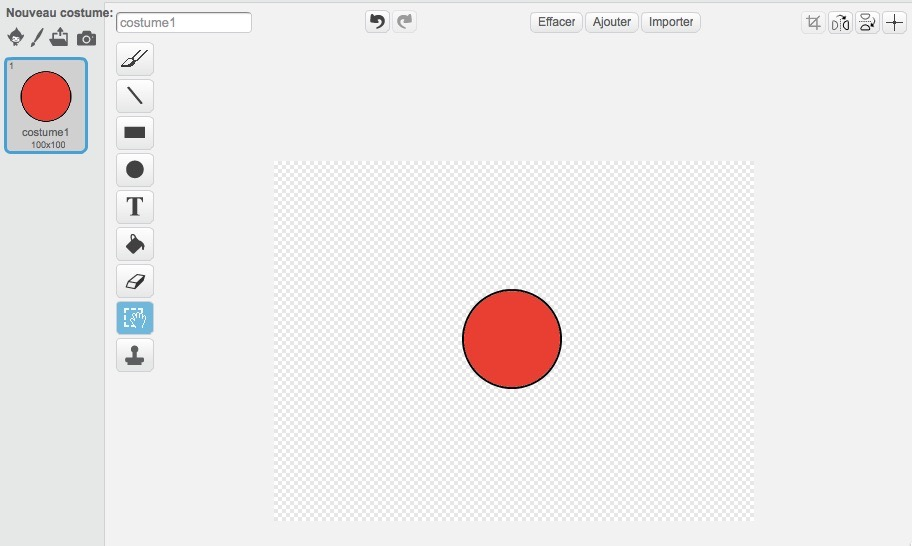 Nouveau costume:
costume1
Effacer
Ajouter
Importer
1
costume1
100x100
T